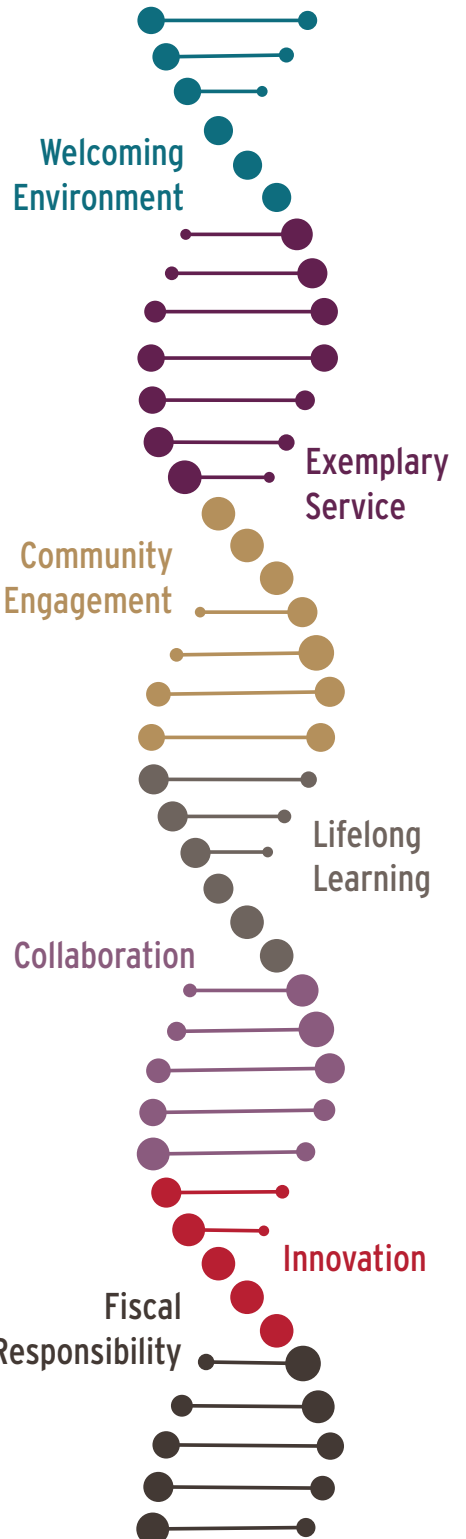 Welcoming
Environment
Exemplary
Service
Community
Engagement
Lifelong
Learning
Collaboration
Innovation
Fiscal
Responsibility